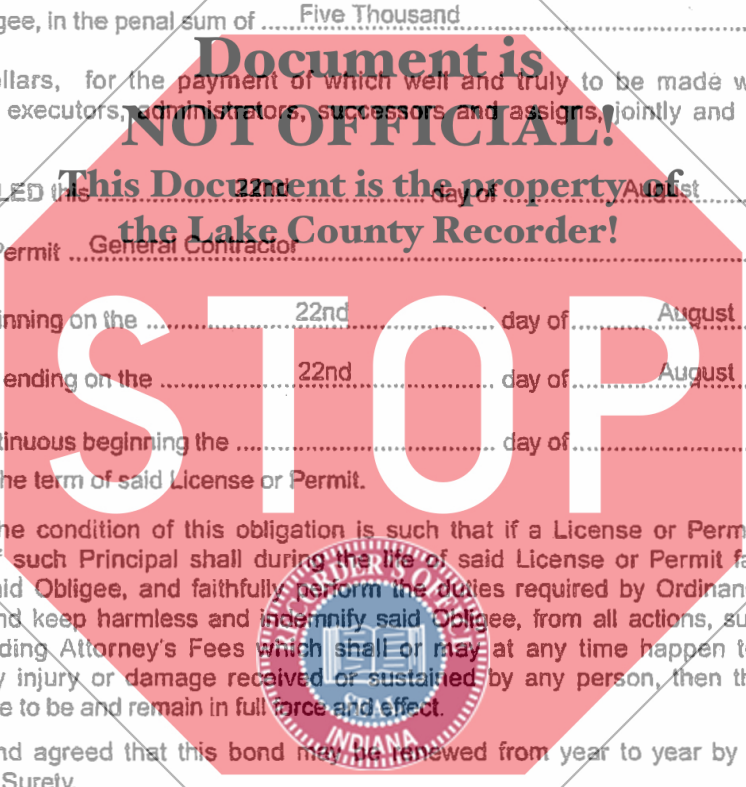 gee, in the penal sum of ..... Five Thousand
Document is
llars, for the payment of which well and truly to be made w
executors, administrators, successors and assigns, jointly and
NOT OFFICIAL!
LED this 22nd day of August
This Document is the property of
the Lake County Recorder!
Permit ... General Contractor
inning on the ..... 22nd ..... day of ..... August
ending on the ..... 22nd ..... day of ..... August
STOP
tinuous beginning the ..... day of .....
he term of said License or Permit.
he condition of this obligation is such that if a License or Perm
f such Principal shall during the life of said License or Permit fa
id Obligee, and faithfully perform the duties required by Ordinan
nd keep harmless and indemnify said Obligee, from all actions, su
ding Attorney's Fees which shall or may at any time happen t
y injury or damage received or sustained by any person, then th
e to be and remain in full force and effect.
RECORDER'S OFFICE
SEAL
INDIANA
nd agreed that this bond may be renewed from year to year by
Surety.